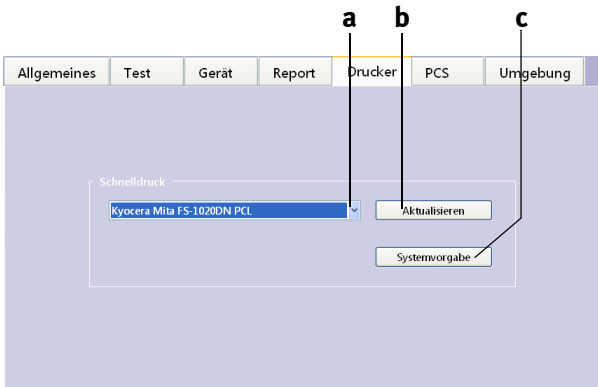 a b c
Allgemeines Test Gerät Report Drucker PCS Umgebung
Schnelldruck
Kyocera Mita FS-1020DN PCL Aktualisieren
Systemvorgabe